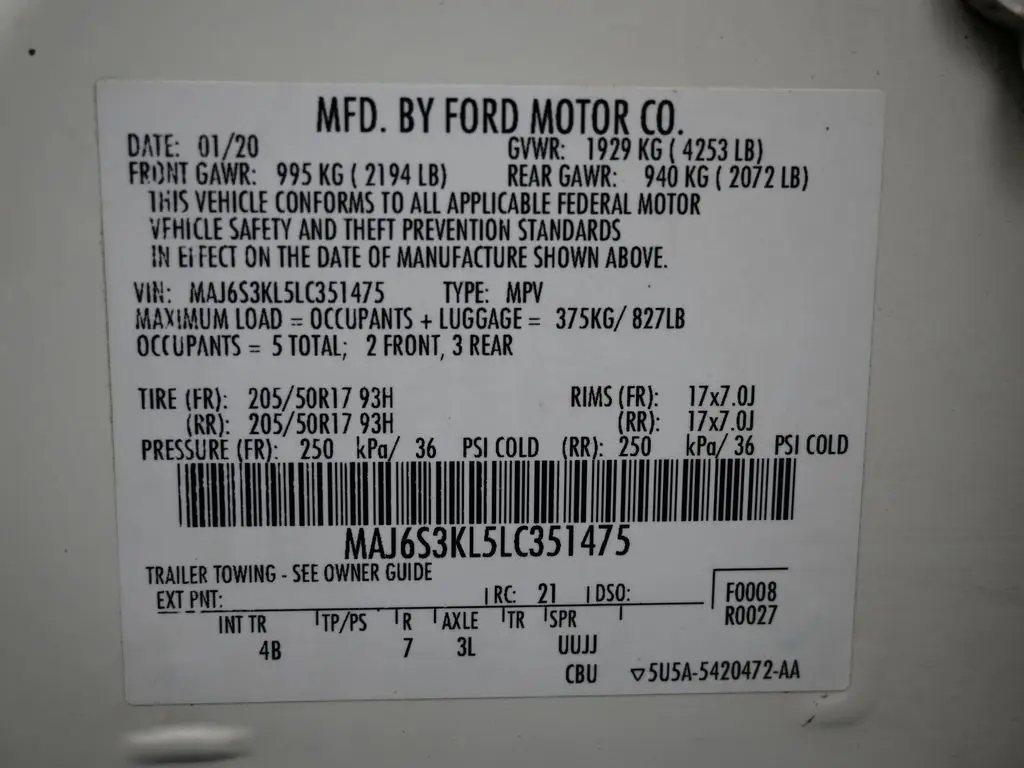 MFD. BY FORD MOTOR CO.
DATE: 01/20 GVWR: 1929 KG ( 4253 LB)
FRONT GAWR: 995 KG ( 2194 LB) REAR GAWR: 940 KG ( 2072 LB)
THIS VEHICLE CONFORMS TO ALL APPLICABLE FEDERAL MOTOR
VEHICLE SAFETY AND THEFT PREVENTION STANDARDS
IN EFFECT ON THE DATE OF MANUFACTURE SHOWN ABOVE.
VIN: MAJ6S3KL5LC351475 TYPE: MPV
MAXIMUM LOAD = OCCUPANTS + LUGGAGE = 375KG/ 827LB
OCCUPANTS = 5 TOTAL; 2 FRONT, 3 REAR
TIRE (FR): 205/50R17 93H RIMS (FR): 17x7.0J
(RR): 205/50R17 93H (RR): 17x7.0J
PRESSURE (FR): 250 kPa/ 36 PSI COLD (RR): 250 kPa/ 36 PSI COLD
MAJ6S3KL5LC351475
TRAILER TOWING - SEE OWNER GUIDE
EXT PNT: RC: 21 DSO: F0008
R0027
INT TR TP/PS R AXLE TR SPR
4B 7 3L UUJJ
CBU ▽5U5A-5420472-AA